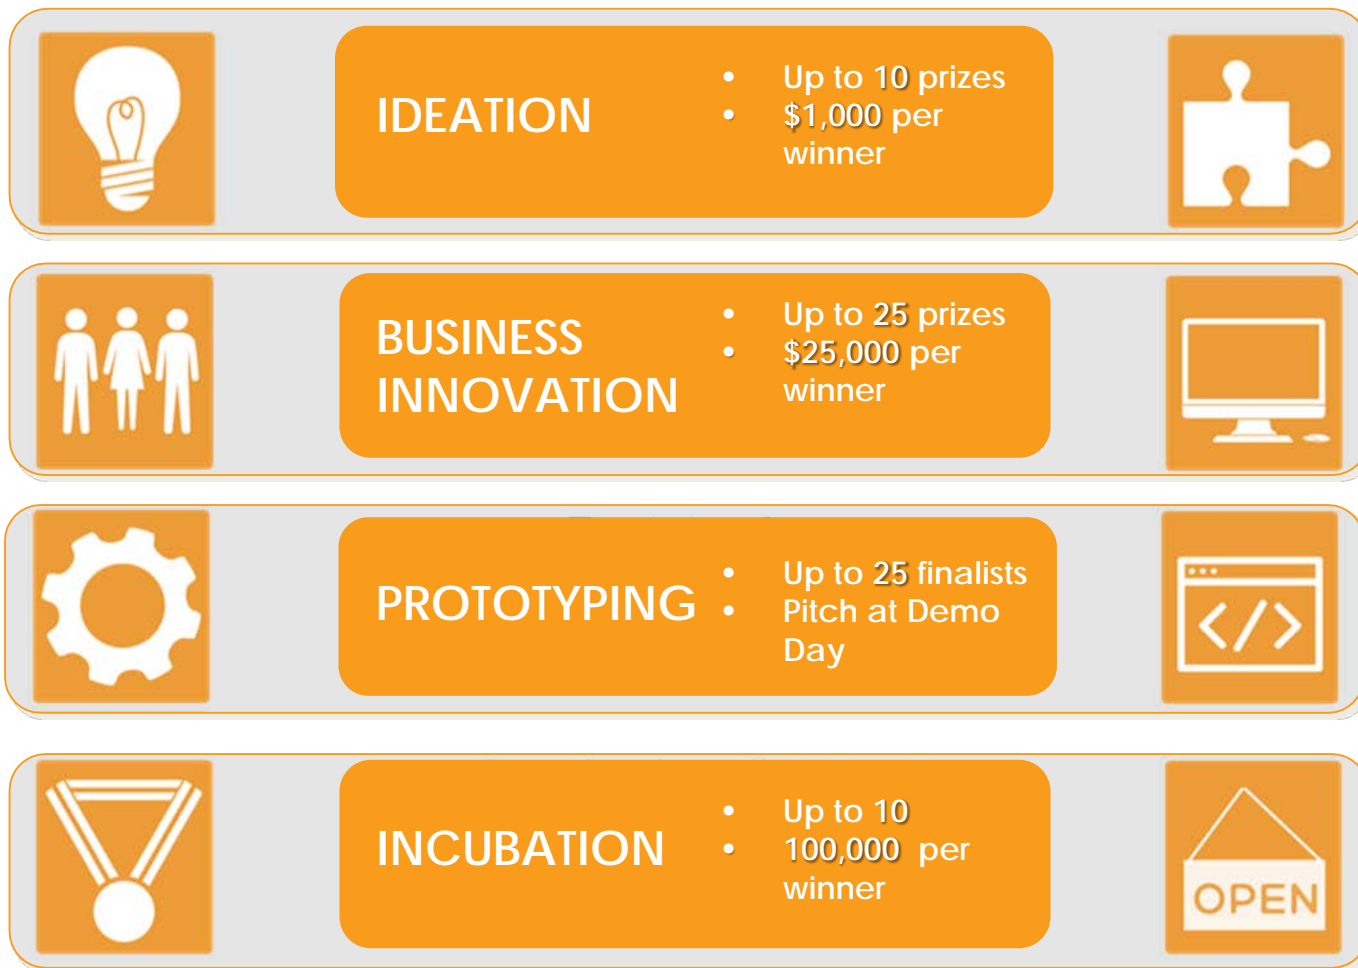 IDEATION
• Up to 10 prizes
• $1,000 per
winner
BUSINESS
INNOVATION
• Up to 25 prizes
• $25,000 per
winner
PROTOTYPING
• Up to 25 finalists
• Pitch at Demo
Day
</>
INCUBATION
• Up to 10
• 100,000 per
winner
OPEN